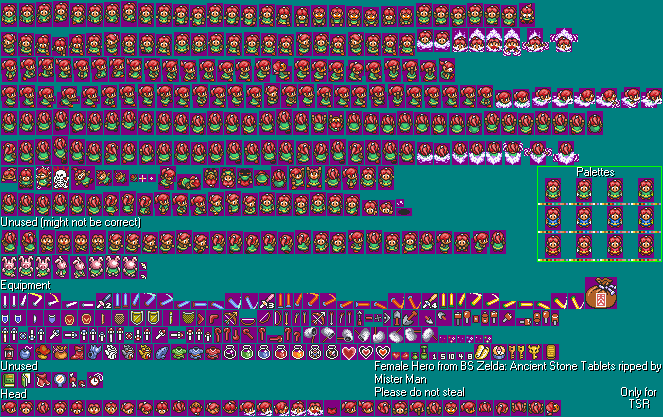 Palettes
Unused (might not be correct)
Equipment
Unused
Female Hero from BS Zelda: Ancient Stone Tablets ripped by
Mister Man
Please do not steal
Only for
TSR
Head